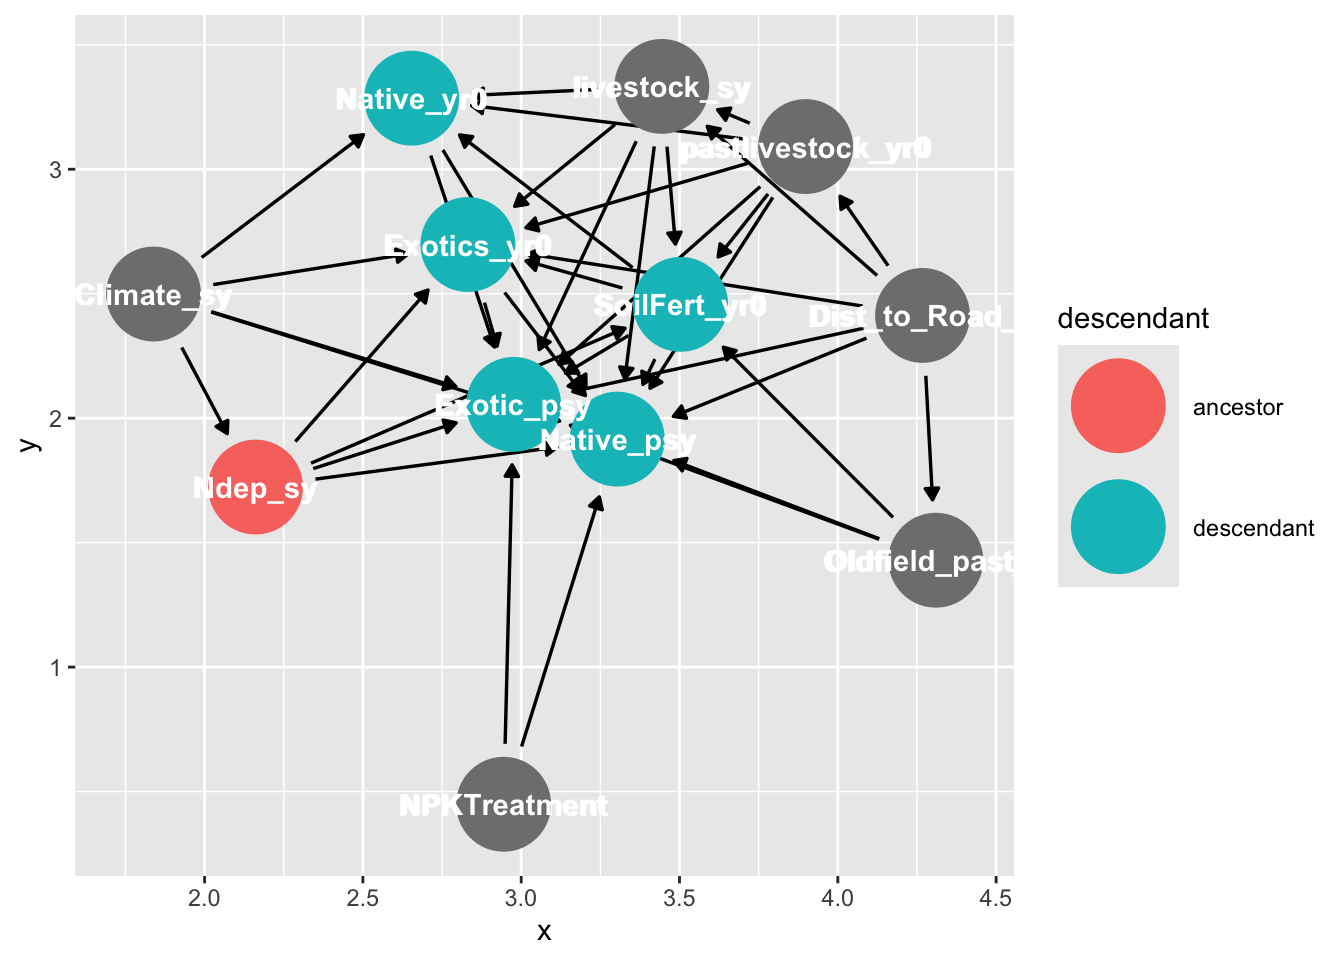 livestock_sy
Native_yr0
pastlivestock_yr0
3
Exotics_yr0
Climate_sy
SoilFert_yr0
Dist_to_Road_
descendant
ancestor
descendant
2
Exotic_psy
Native_psy
y
Ndep_sy
Oldfield_past_
1
NPKTreatment
2.0 2.5 3.0 3.5 4.0 4.5
x